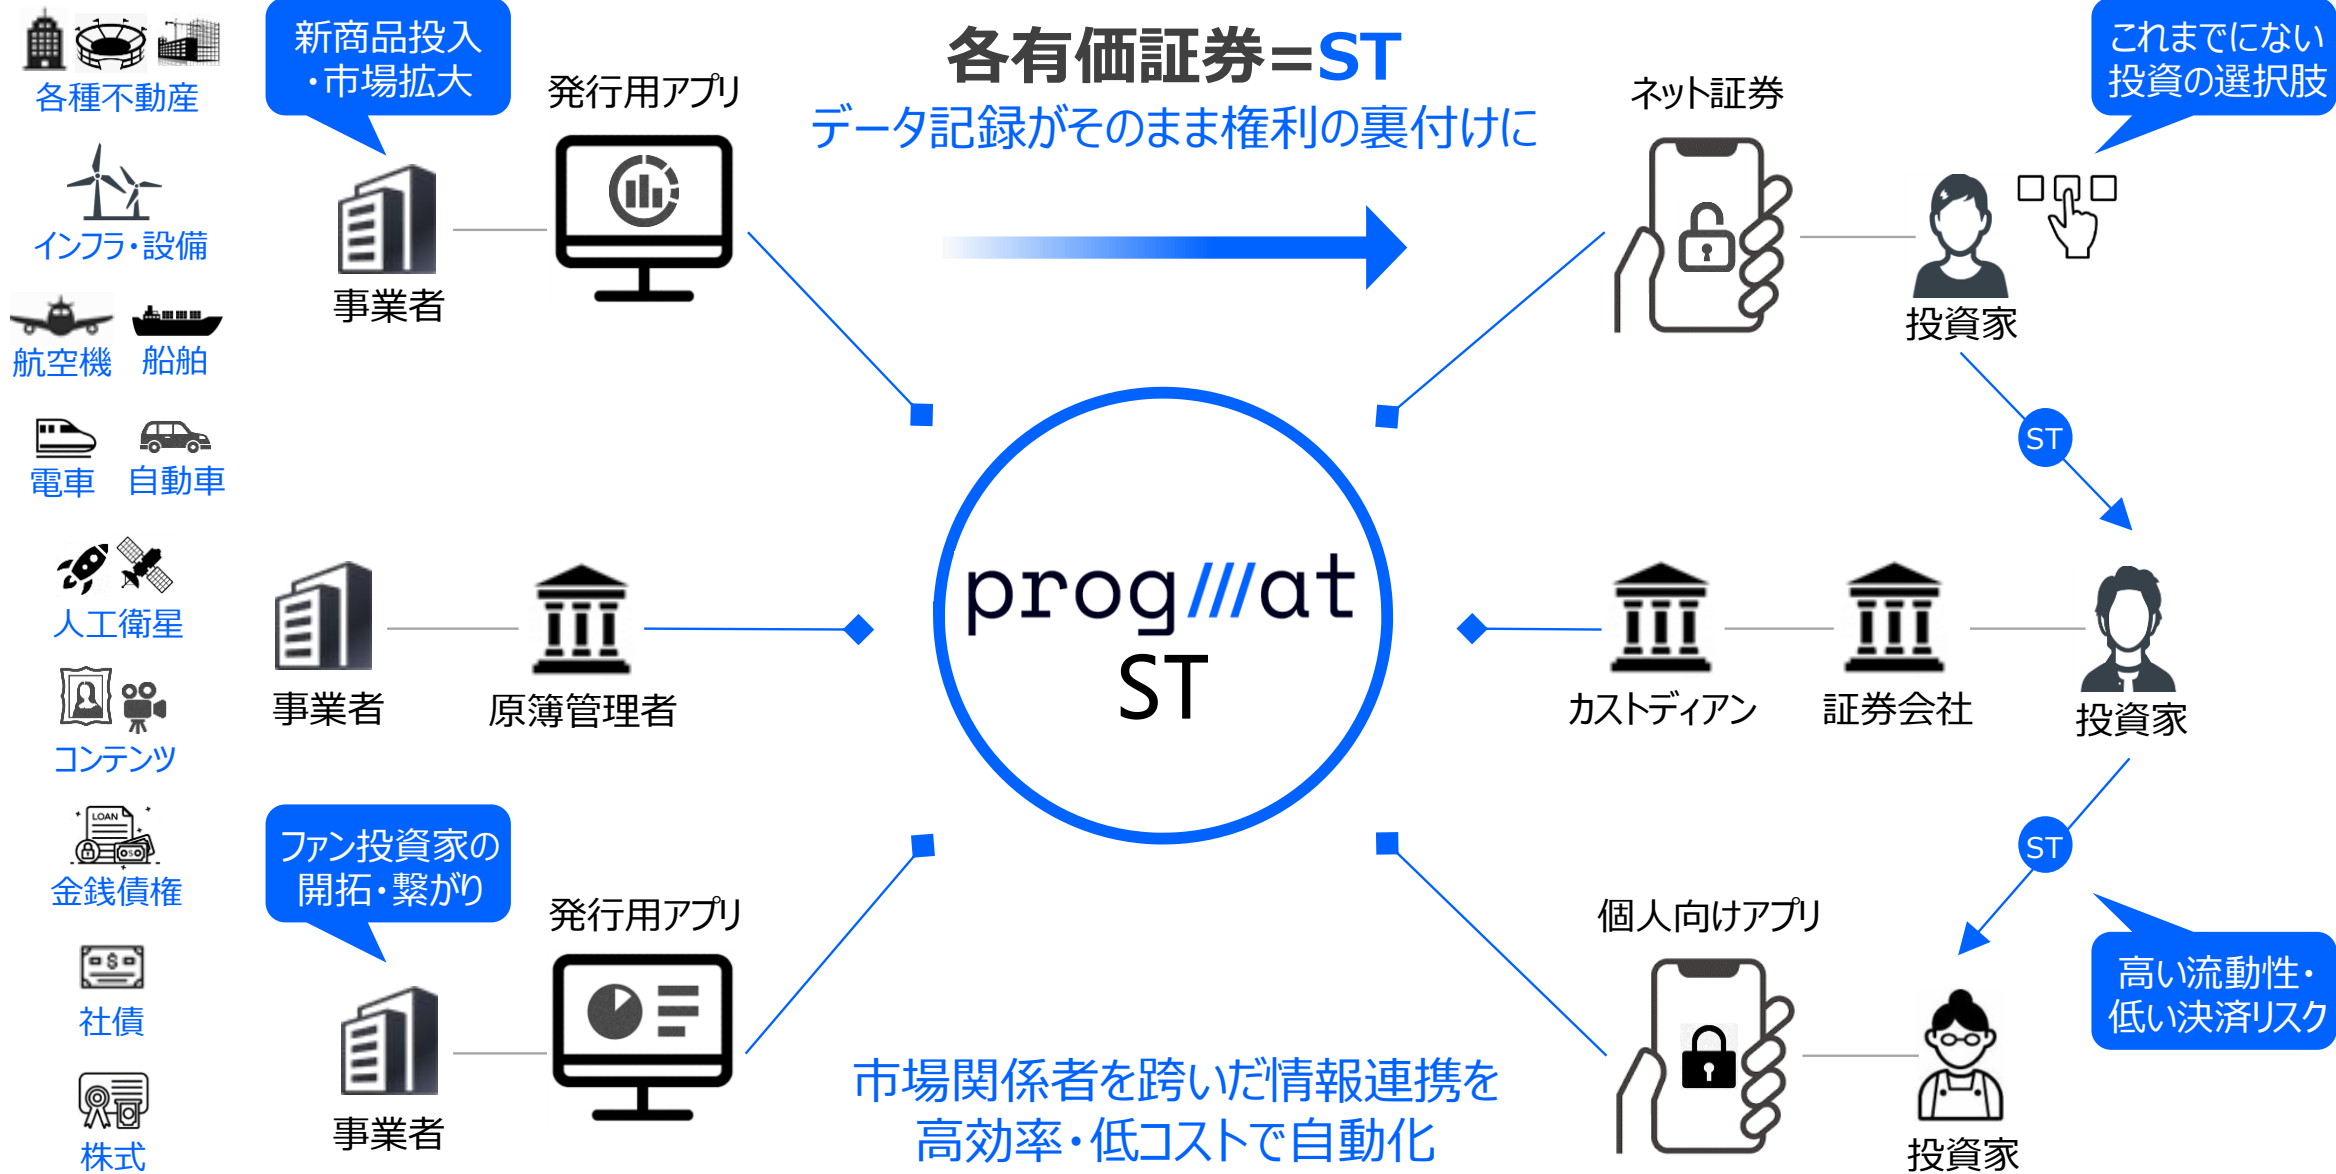 各種不動産
インフラ・設備
航空機
船舶
電車
自動車
人工衛星
コンテンツ
LOAN
金銭債権
社債
株式
新商品投入
・市場拡大
発行用アプリ
事業者
各有価証券=ST
データ記録がそのまま権利の裏付けに
ネット証券
これまでにない
投資の選択肢
投資家
ST
事業者
原簿管理者
progmat
ST
カストディアン
証券会社
投資家
ST
ファン投資家の
開拓・繋がり
発行用アプリ
事業者
市場関係者を跨いだ情報連携を
高効率・低コストで自動化
個人向けアプリ
高い流動性・
低い決済リスク
投資家